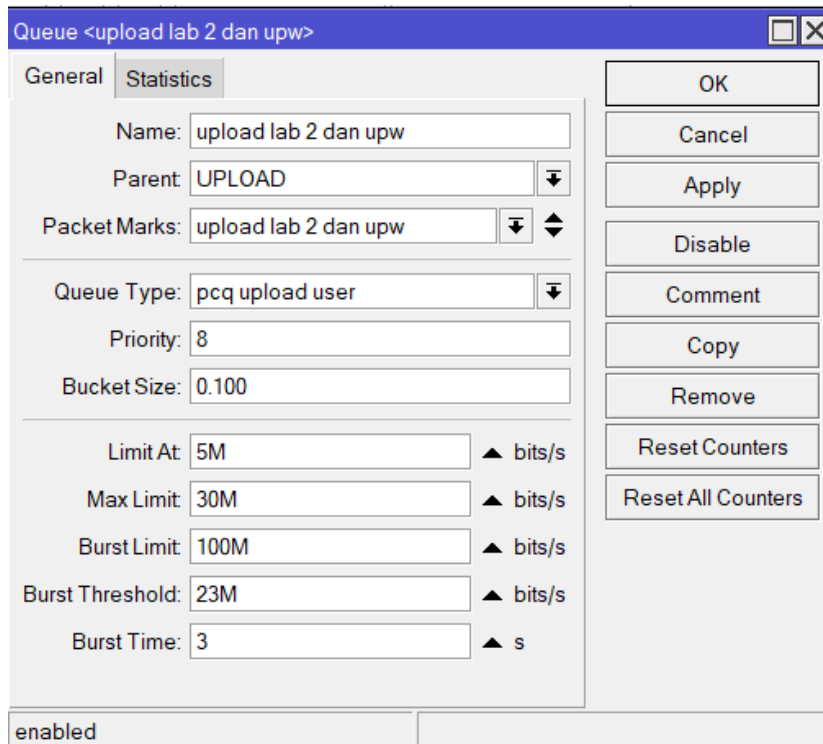 Queue <upload lab 2 dan upw>
General Statistics
Name: upload lab 2 dan upw
Parent: UPLOAD
Packet Marks: upload lab 2 dan upw
Queue Type: pcq upload user
Priority: 8
Bucket Size: 0.100
Limit At: 5M bits/s
Max Limit: 30M bits/s
Burst Limit: 100M bits/s
Burst Threshold: 23M bits/s
Burst Time: 3 s
OK
Cancel
Apply
Disable
Comment
Copy
Remove
Reset Counters
Reset All Counters
enabled